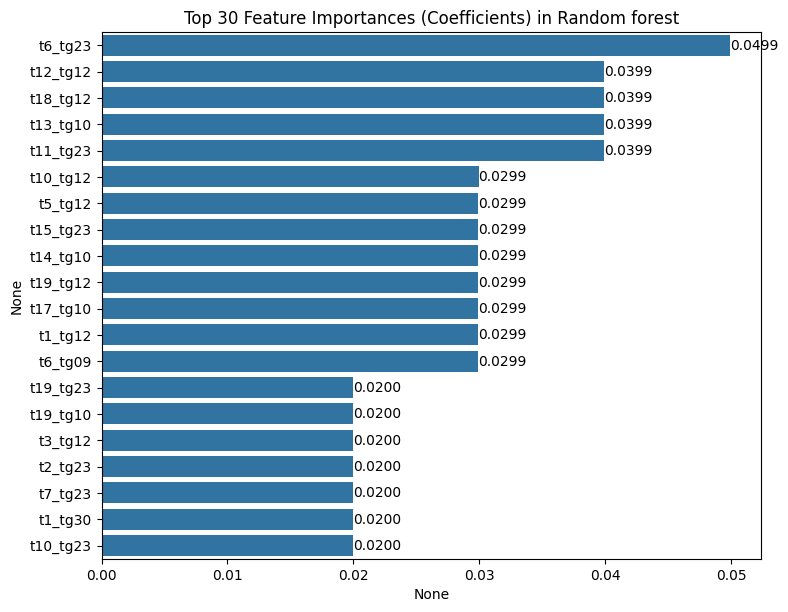 Top 30 Feature Importances (Coefficients) in Random forest
t6_tg23 0.0499
t12_tg12 0.0399
t18_tg12 0.0399
t13_tg10 0.0399
t11_tg23 0.0399
t10_tg12 0.0299
t5_tg12 0.0299
t15_tg23 0.0299
t14_tg10 0.0299
t19_tg12 0.0299
t17_tg10 0.0299
t1_tg12 0.0299
t6_tg09 0.0299
t19_tg23 0.0200
t19_tg10 0.0200
t3_tg12 0.0200
t2_tg23 0.0200
t7_tg23 0.0200
t1_tg30 0.0200
t10_tg23 0.0200
None
0.00 0.01 0.02 0.03 0.04 0.05
None